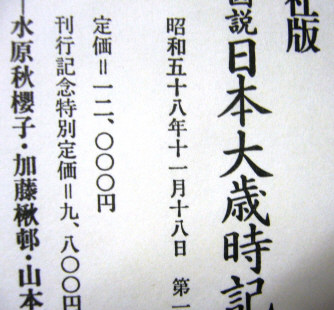 社版
図説日本大歳時記
昭和五十八年十一月十八日 第一
定価=一二、〇〇〇円
刊行記念特別定価=九、八〇〇円
水原秋櫻子・加藤楸邨・山本